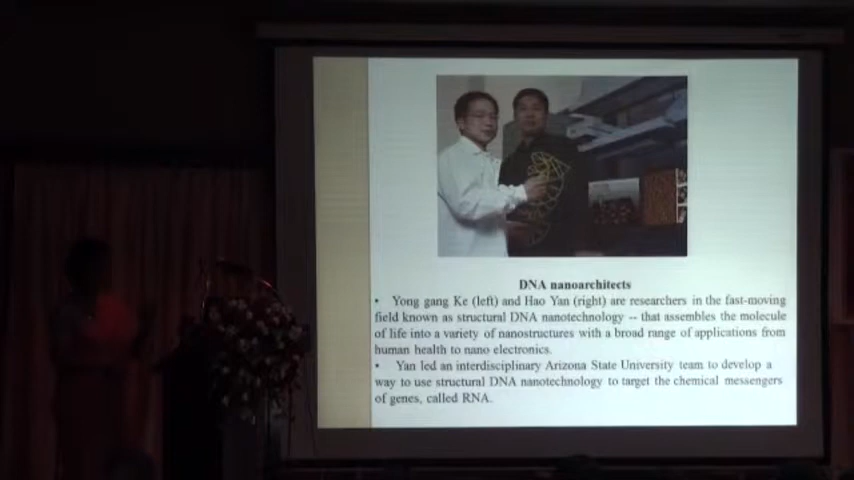 DNA nanoarchitects
• Yong gang Ke (left) and Hao Yan (right) are researchers in the fast-moving
field known as structural DNA nanotechnology -- that assembles the molecule
of life into a variety of nanostructures with a broad range of applications from
human health to nano electronics.
• Yan led an interdisciplinary Arizona State University team to develop a
way to use structural DNA nanotechnology to target the chemical messengers
of genes, called RNA.